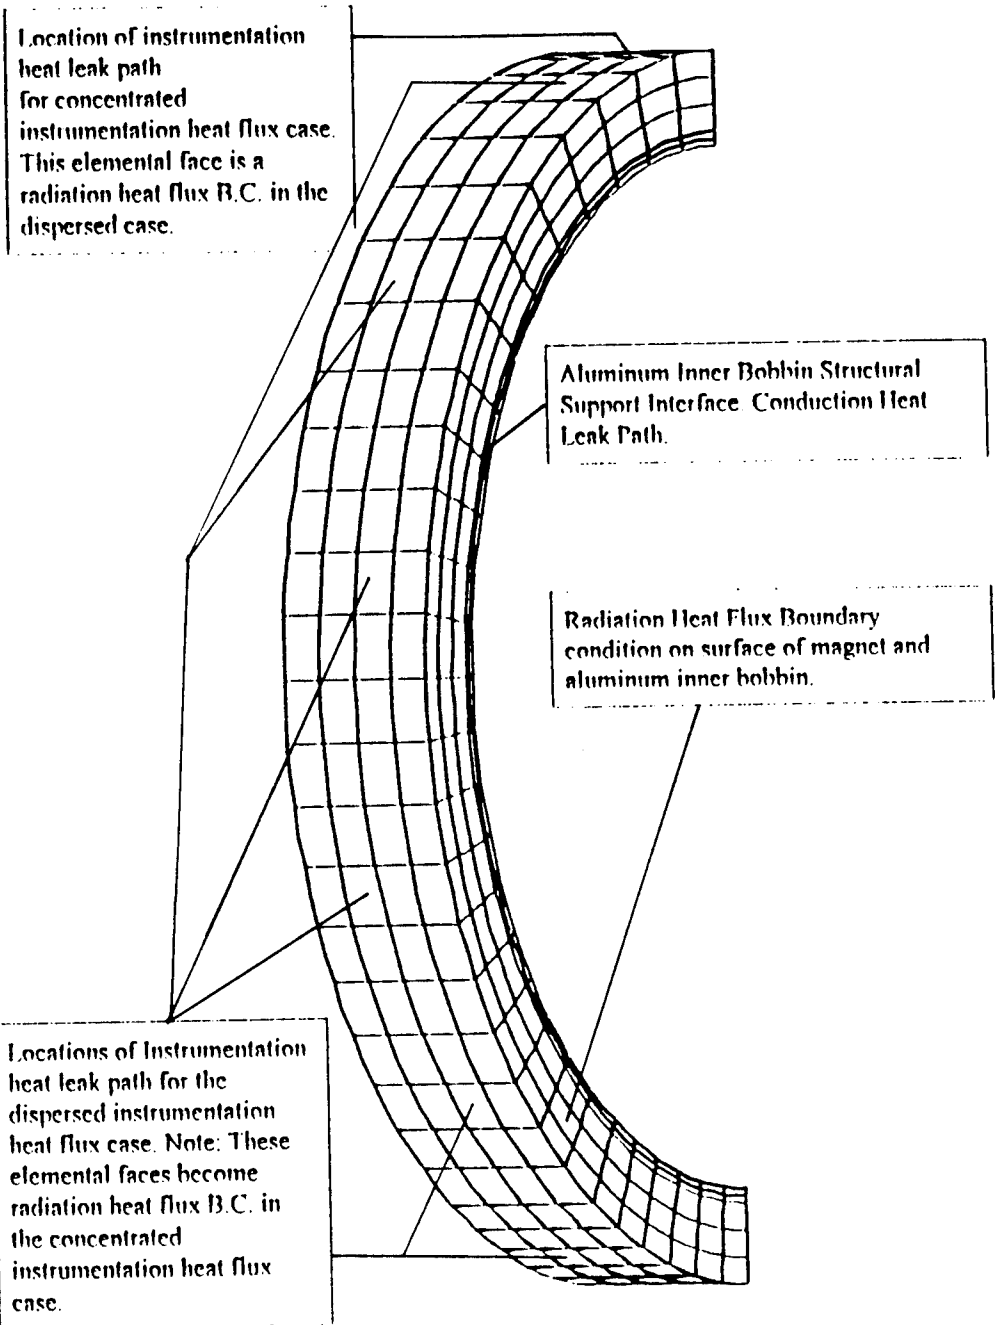 Location of instrumentation
heat leak path
for concentrated
instrumentation heat flux case.
This elemental face is a
radiation heat flux B.C. in the
dispersed case.
Aluminum Inner Bobbin Structural
Support Interface. Conduction Heat
Leak Path.
Radiation Heat Flux Boundary
condition on surface of magnet and
aluminum inner bobbin.
Locations of Instrumentation
heat leak path for the
dispersed instrumentation
heat flux case. Note: These
elemental faces become
radiation heat flux B.C. in
the concentrated
instrumentation heat flux
case.